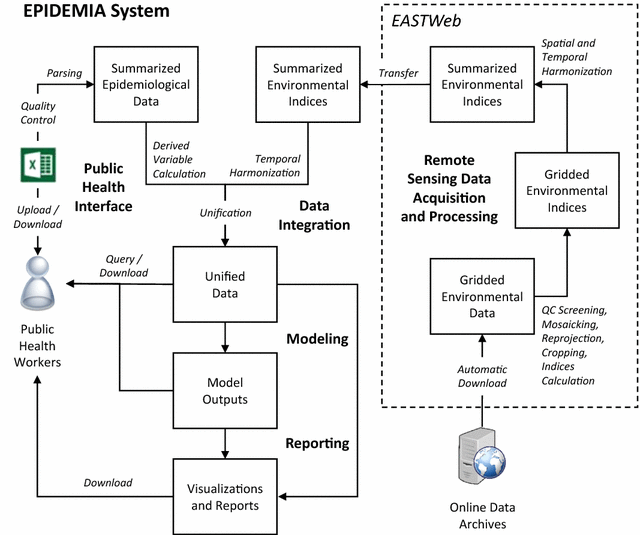 EPIDEMIA System
EASTWeb
Parsing
Quality
Control
Upload /
Download
Public
Health
Workers
Public
Health
Interface
Summarized
Epidemiological
Data
Summarized
Environmental
Indices
Transfer
Summarized
Environmental
Indices
Spatial and
Temporal
Harmonization
Derived
Variable
Calculation
Temporal
Harmonization
Unification
Data
Integration
Remote
Sensing Data
Acquisition
and Processing
Gridded
Environmental
Indices
Query /
Download
Unified
Data
Gridded
Environmental
Data
QC Screening,
Mosaicking,
Reprojection,
Cropping,
Indices
Calculation
Modeling
Model
Outputs
Automatic
Download
Reporting
Download
Visualizations
and Reports
Online Data
Archives